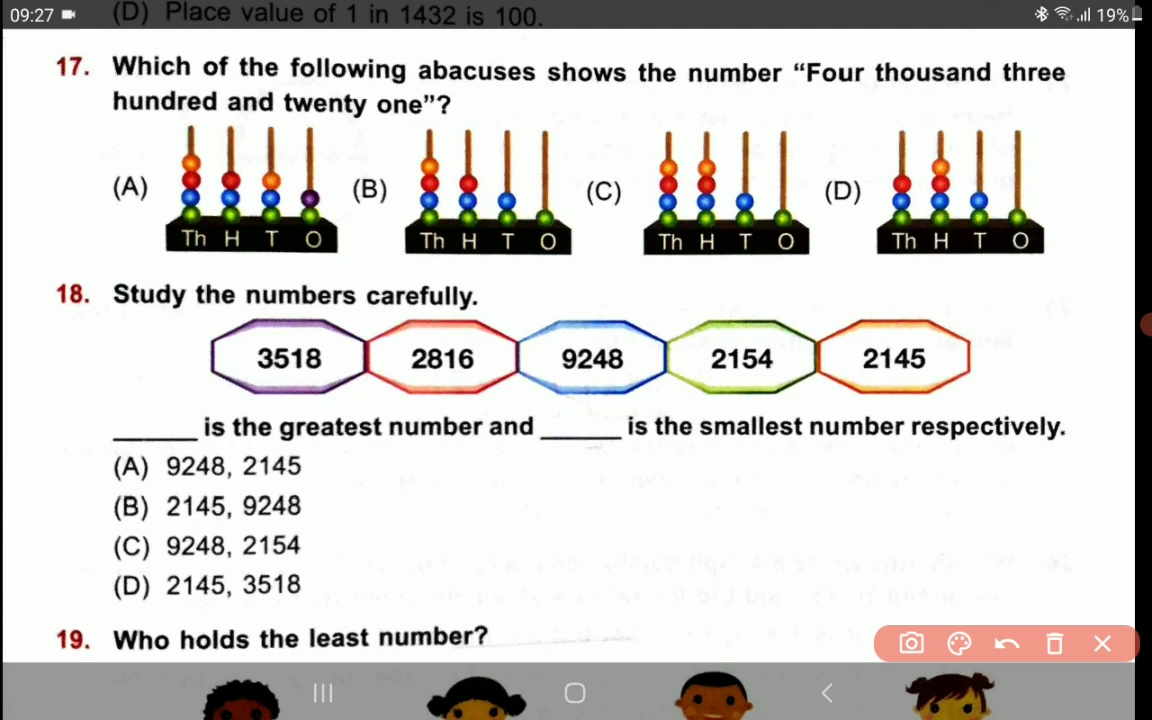 09:27 19%
(D) Place value of 1 in 1432 is 100.
17. Which of the following abacuses shows the number “Four thousand three
hundred and twenty one”?
(A) (B) (C) (D)
Th H T O Th H T O Th H T O Th H T O
18. Study the numbers carefully.
3518 2816 9248 2154 2145
______ is the greatest number and ______ is the smallest number respectively.
(A) 9248, 2145
(B) 2145, 9248
(C) 9248, 2154
(D) 2145, 3518
19. Who holds the least number?